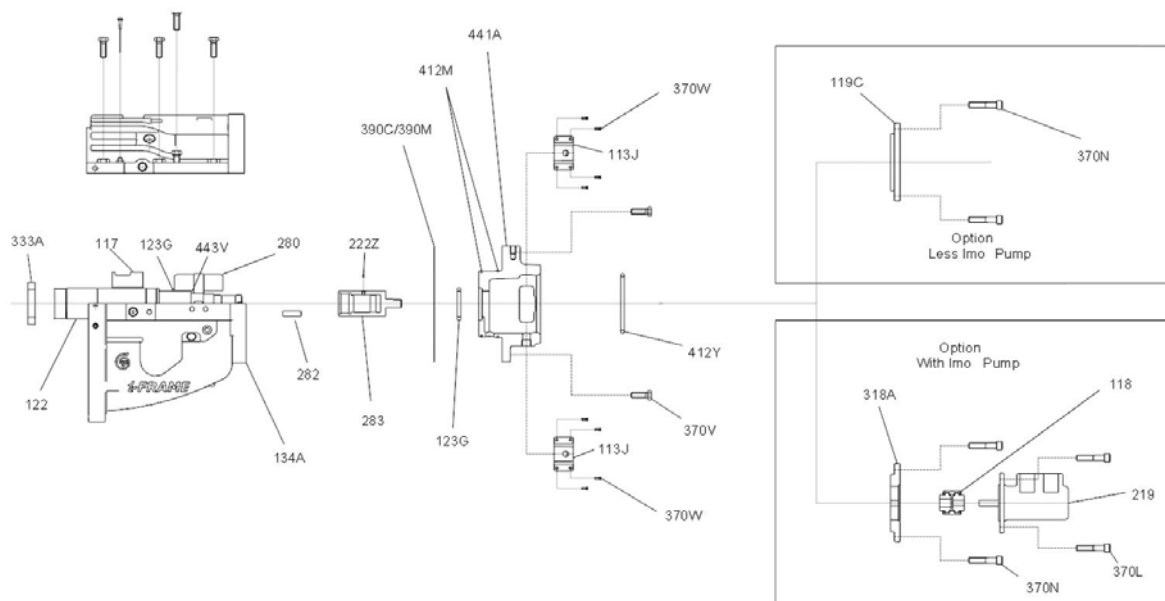 441A
412M
370W
390C/390M
113J
119C
370N
Option
Less Imo Pump
333A
117
123G
443V
280
222Z
282
283
123G
412Y
370V
122
1-FRAME
134A
113J
370W
Option
With Imo Pump
318A
118
219
370N
370L